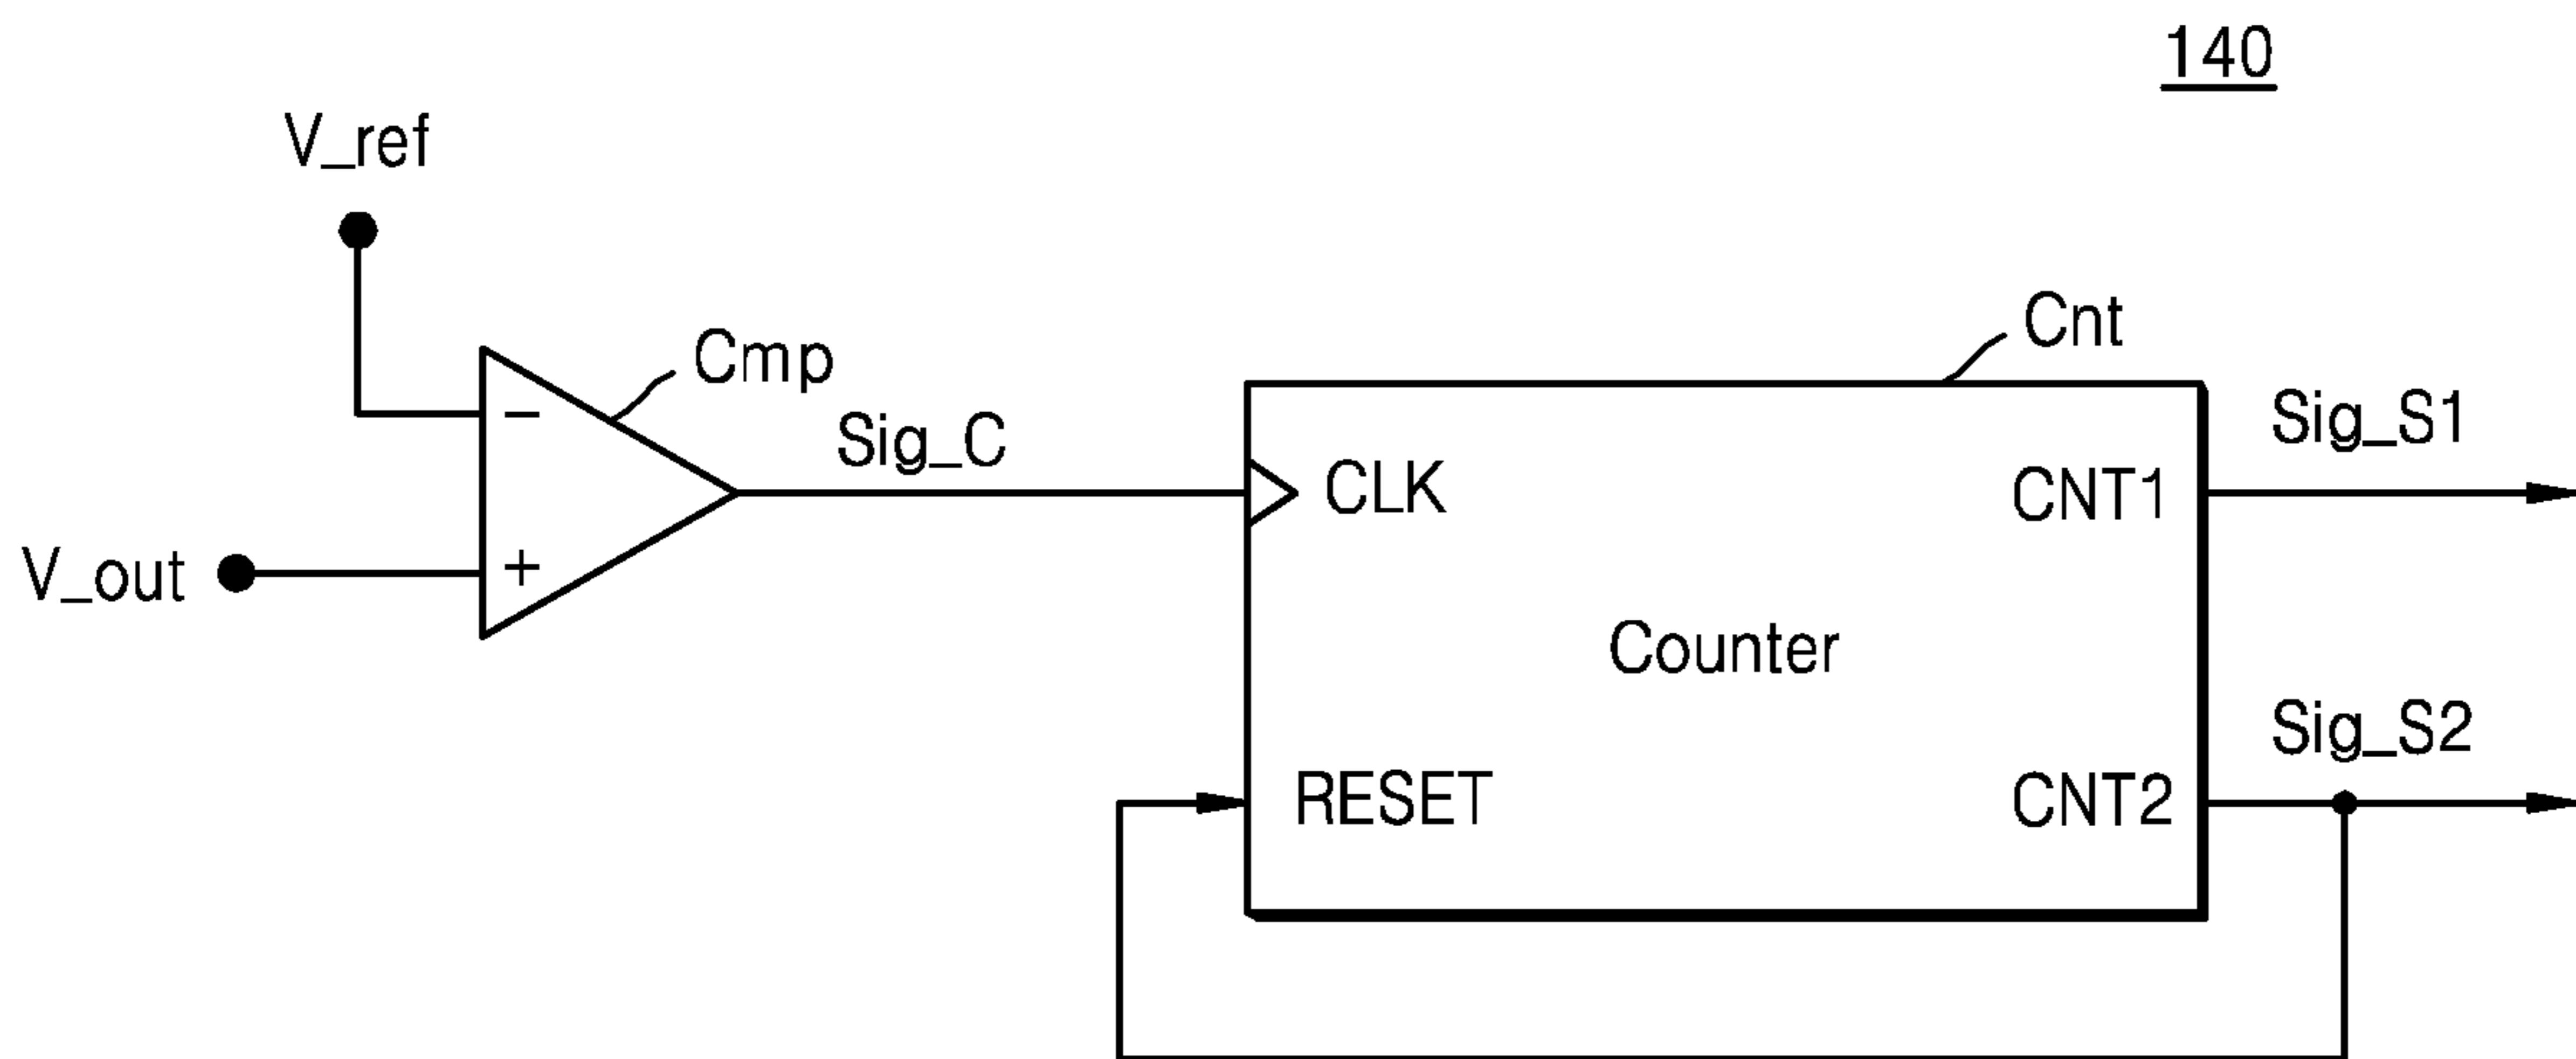 140
V_ref
Cmp
Cnt
Sig_C
Sig_S1
−
CLK
CNT1
V_out
+
Counter
Sig_S2
RESET
CNT2